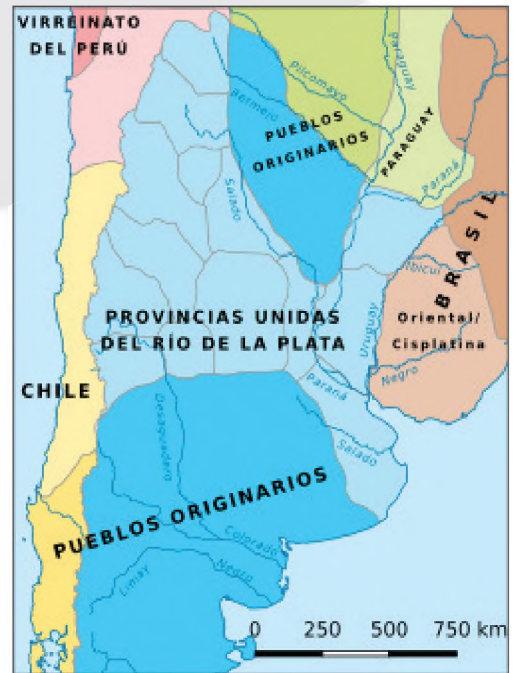 VIRREINATO
DEL PERÚ
Pilcomayo
Paraguay
Bermejo
PUEBLOS
ORIGINARIOS
PARAGUAY
Paraná
Salado
BRASIL
Ibicuí
PROVINCIAS UNIDAS
DEL RÍO DE LA PLATA
Uruguay
Oriental/
Cisplatina
Negro
CHILE
Paraná
Desaguadero
Salado
PUEBLOS ORIGINARIOS
Colorado
Limay
Negro
0 250 500 750 km